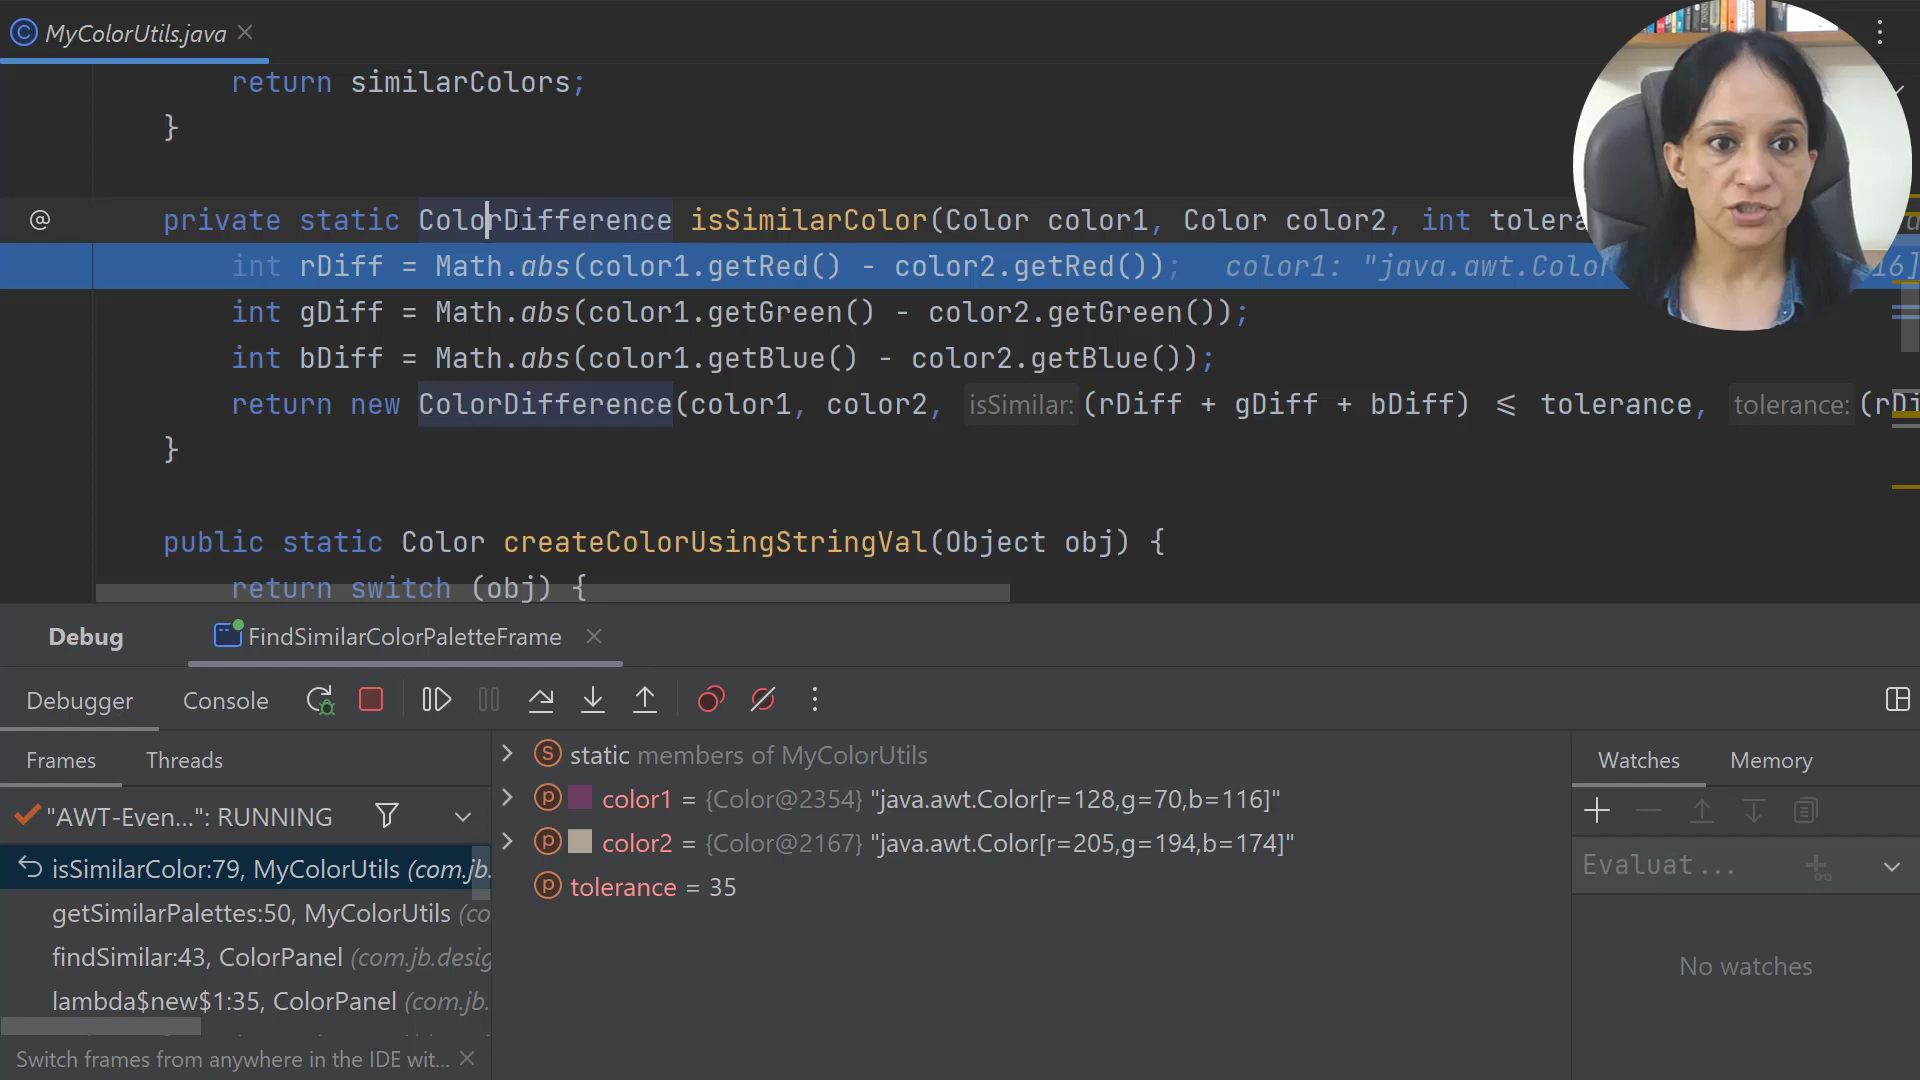 MyColorUtils.java
return similarColors;
}
private static ColorDifference isSimilarColor(Color color1, Color color2, int tolera
int rDiff = Math.abs(color1.getRed() - color2.getRed()); color1: "java.awt.Color 16]
int gDiff = Math.abs(color1.getGreen() - color2.getGreen());
int bDiff = Math.abs(color1.getBlue() - color2.getBlue());
return new ColorDifference(color1, color2, isSimilar: (rDiff + gDiff + bDiff) ≤ tolerance, tolerance: (rDi
}
public static Color createColorUsingStringVal(Object obj) {
return switch (obj) {
Debug
FindSimilarColorPaletteFrame
Debugger
Console
Frames
Threads
"AWT-Even...": RUNNING
isSimilarColor:79, MyColorUtils (com.jb.
getSimilarPalettes:50, MyColorUtils (co
findSimilar:43, ColorPanel (com.jb.desig
lambda$new$1:35, ColorPanel (com.jb.
Switch frames from anywhere in the IDE wit...
static members of MyColorUtils
color1 = {Color@2354} "java.awt.Color[r=128,g=70,b=116]"
color2 = {Color@2167} "java.awt.Color[r=205,g=194,b=174]"
tolerance = 35
Watches
Memory
Evaluat...
No watches